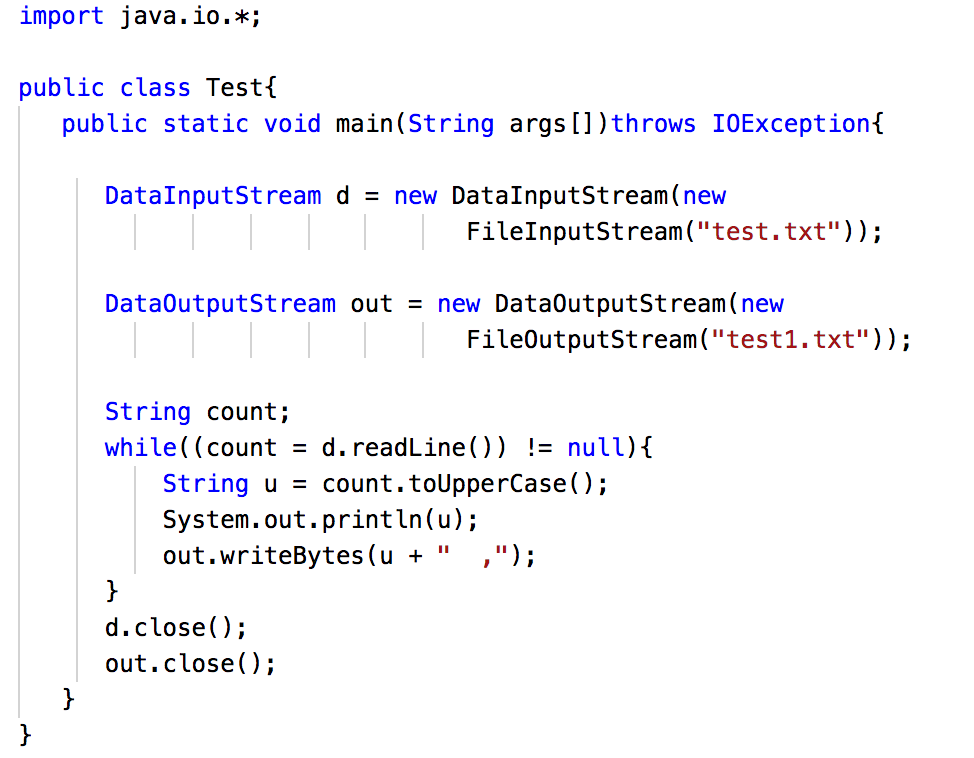 import java.io.*;
public class Test{
public static void main(String args[])throws IOException{
DataInputStream d = new DataInputStream(new
FileInputStream("test.txt"));
DataOutputStream out = new DataOutputStream(new
FileOutputStream("test1.txt"));
String count;
while((count = d.readLine()) != null){
String u = count.toUpperCase();
System.out.println(u);
out.writeBytes(u + "  ,");
}
d.close();
out.close();
}
}